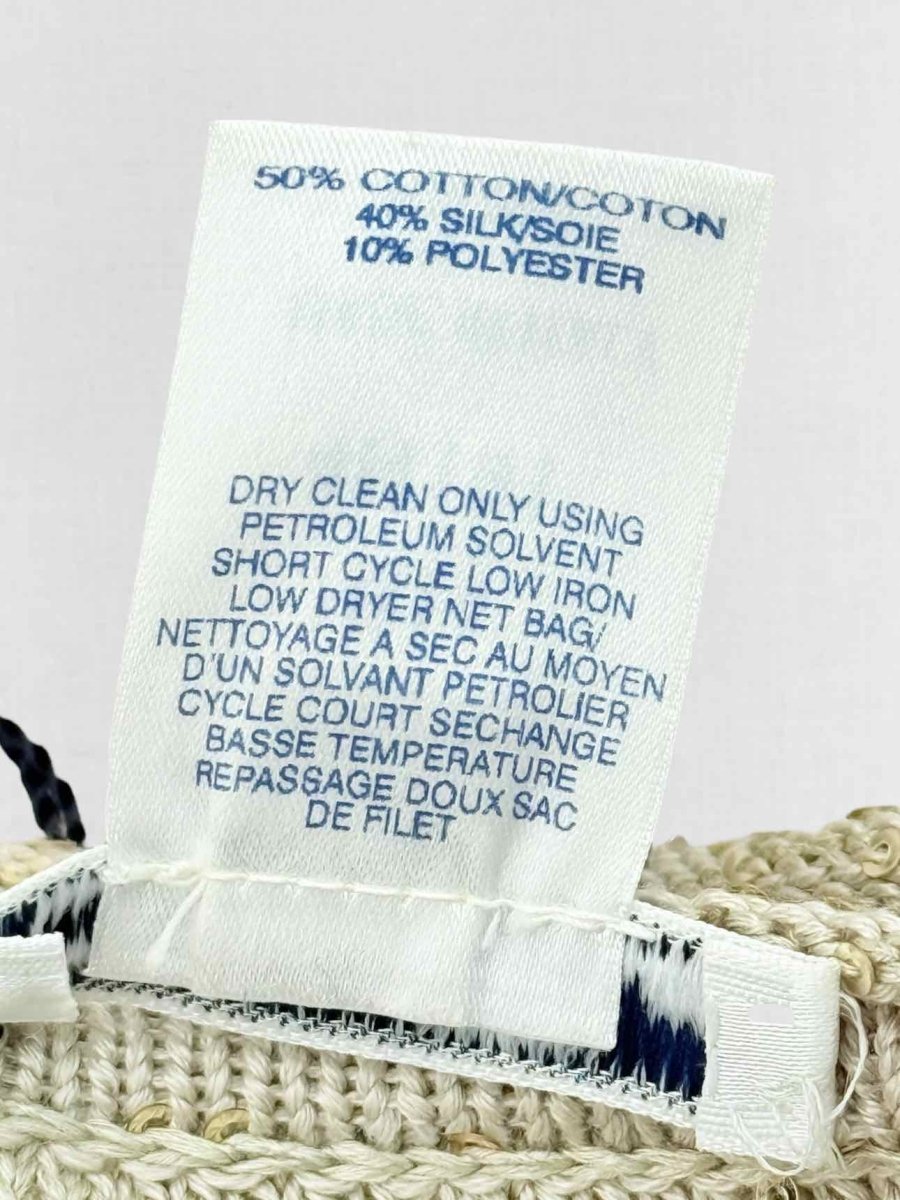 50% COTTON/COTON
40% SILK/SOIE
10% POLYESTER
DRY CLEAN ONLY USING
PETROLEUM SOLVENT
SHORT CYCLE LOW IRON
LOW DRYER NET BAG/
NETTOYAGE A SEC AU MOYEN
D'UN SOLVANT PETROLIER
CYCLE COURT SECHANGE
BASSE TEMPERATURE
REPASSAGE DOUX SAC
DE FILET